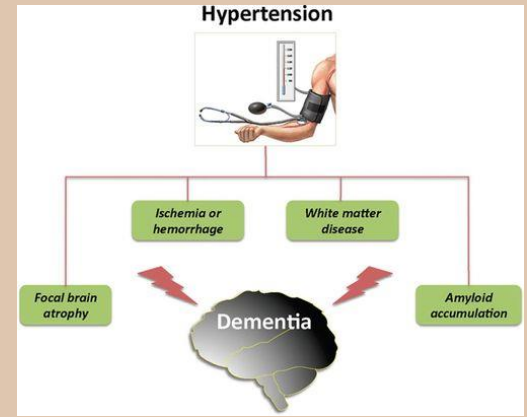 Hypertension
Ischemia or
hemorrhage
White matter
disease
Focal brain
atrophy
Amyloid
accumulation
Dementia